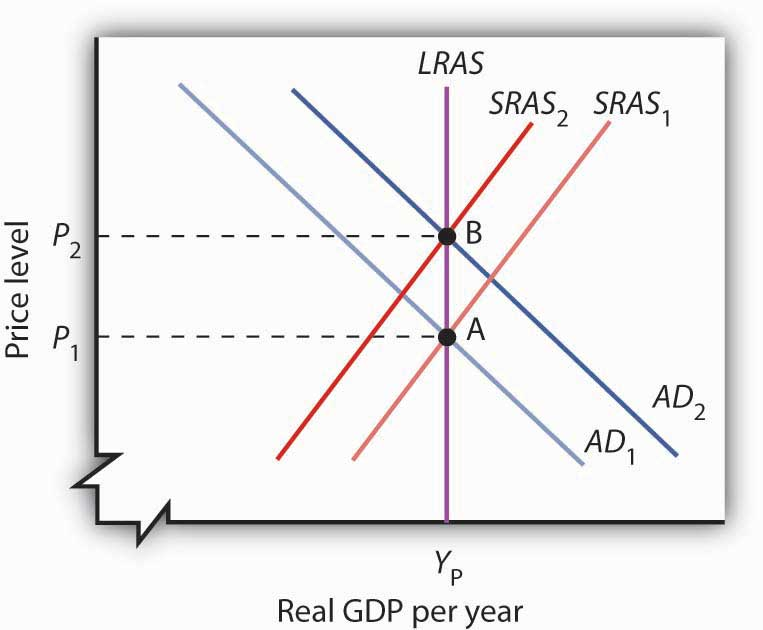 LRAS
SRAS2
SRAS1
P2
B
P1
A
AD2
AD1
Price level
YP
Real GDP per year